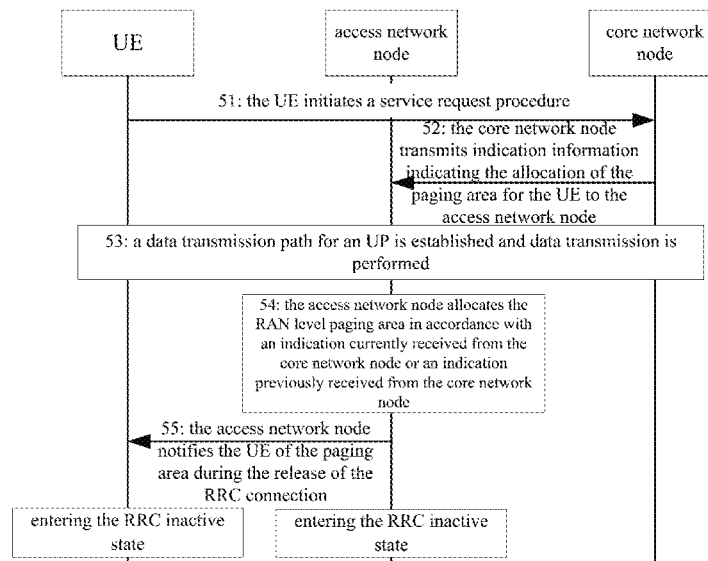 UE
access network
node
core network
node
51: the UE initiates a service request procedure
52: the core network node
transmits indication information
indicating the allocation of the
paging area for the UE to the
access network node
53: a data transmission path for an UP is established and data transmission is
performed
54: the access network node allocates the
RAN level paging area in accordance with
an indication currently received from the
core network node or an indication
previously received from the core network
node
55: the access network node
notifies the UE of the paging
area during the release of the
RRC connection
entering the RRC inactive
state
entering the RRC inactive
state